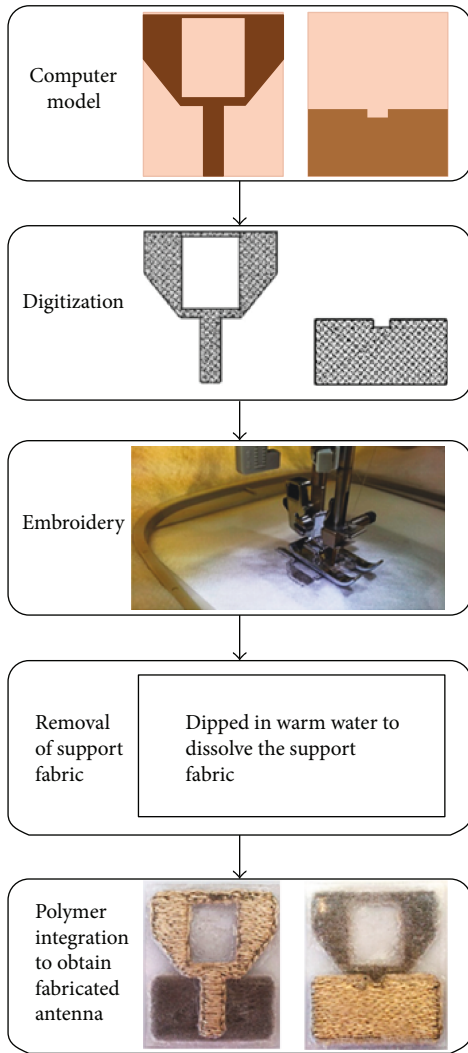 Computer
model
Digitization
Embroidery
Removal
of support
fabric
Dipped in warm water to
dissolve the support
fabric
Polymer
integration
to obtain
fabricated
antenna